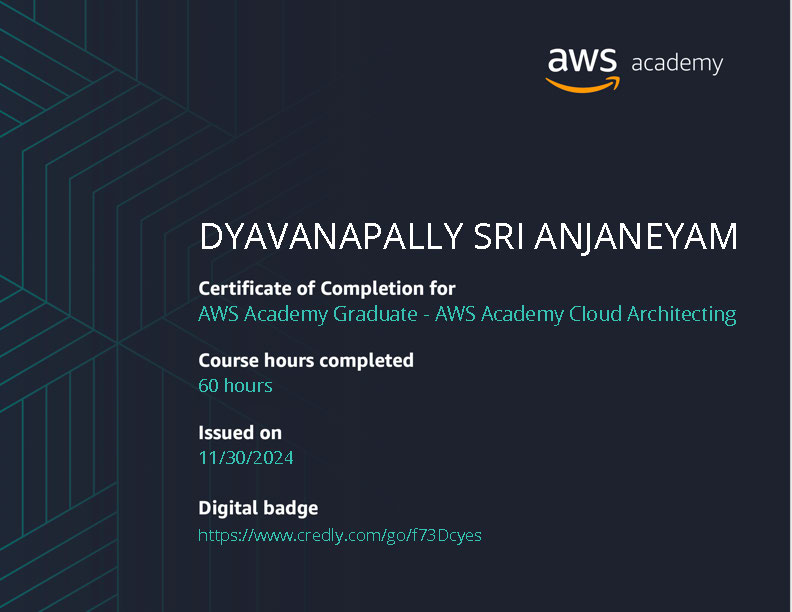 aws academy
DYAVANAPALLY SRI ANJANEYAM
Certificate of Completion for
AWS Academy Graduate - AWS Academy Cloud Architecting
Course hours completed
60 hours
Issued on
11/30/2024
Digital badge
https://www.credly.com/go/f73Dcyes